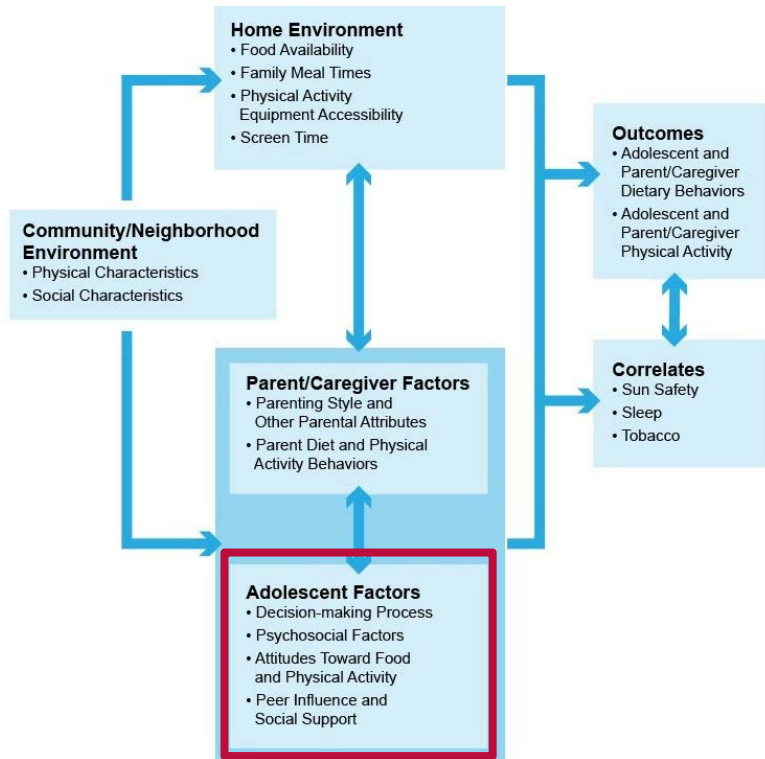 Home Environment
• Food Availability
• Family Meal Times
• Physical Activity
Equipment Accessibility
• Screen Time
Community/Neighborhood
Environment
• Physical Characteristics
• Social Characteristics
Parent/Caregiver Factors
• Parenting Style and
Other Parental Attributes
• Parent Diet and Physical
Activity Behaviors
Adolescent Factors
• Decision-making Process
• Psychosocial Factors
• Attitudes Toward Food
and Physical Activity
• Peer Influence and
Social Support
Outcomes
• Adolescent and
Parent/Caregiver
Dietary Behaviors
• Adolescent and
Parent/Caregiver
Physical Activity
Correlates
• Sun Safety
• Sleep
• Tobacco